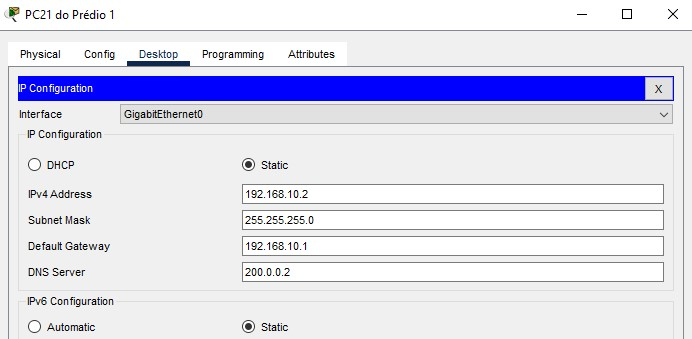 PC21 do Prédio 1
Physical Config Desktop Programming Attributes
IP Configuration X
Interface GigabitEthernet0
IP Configuration
DHCP Static
IPv4 Address 192.168.10.2
Subnet Mask 255.255.255.0
Default Gateway 192.168.10.1
DNS Server 200.0.0.2
IPv6 Configuration
Automatic Static